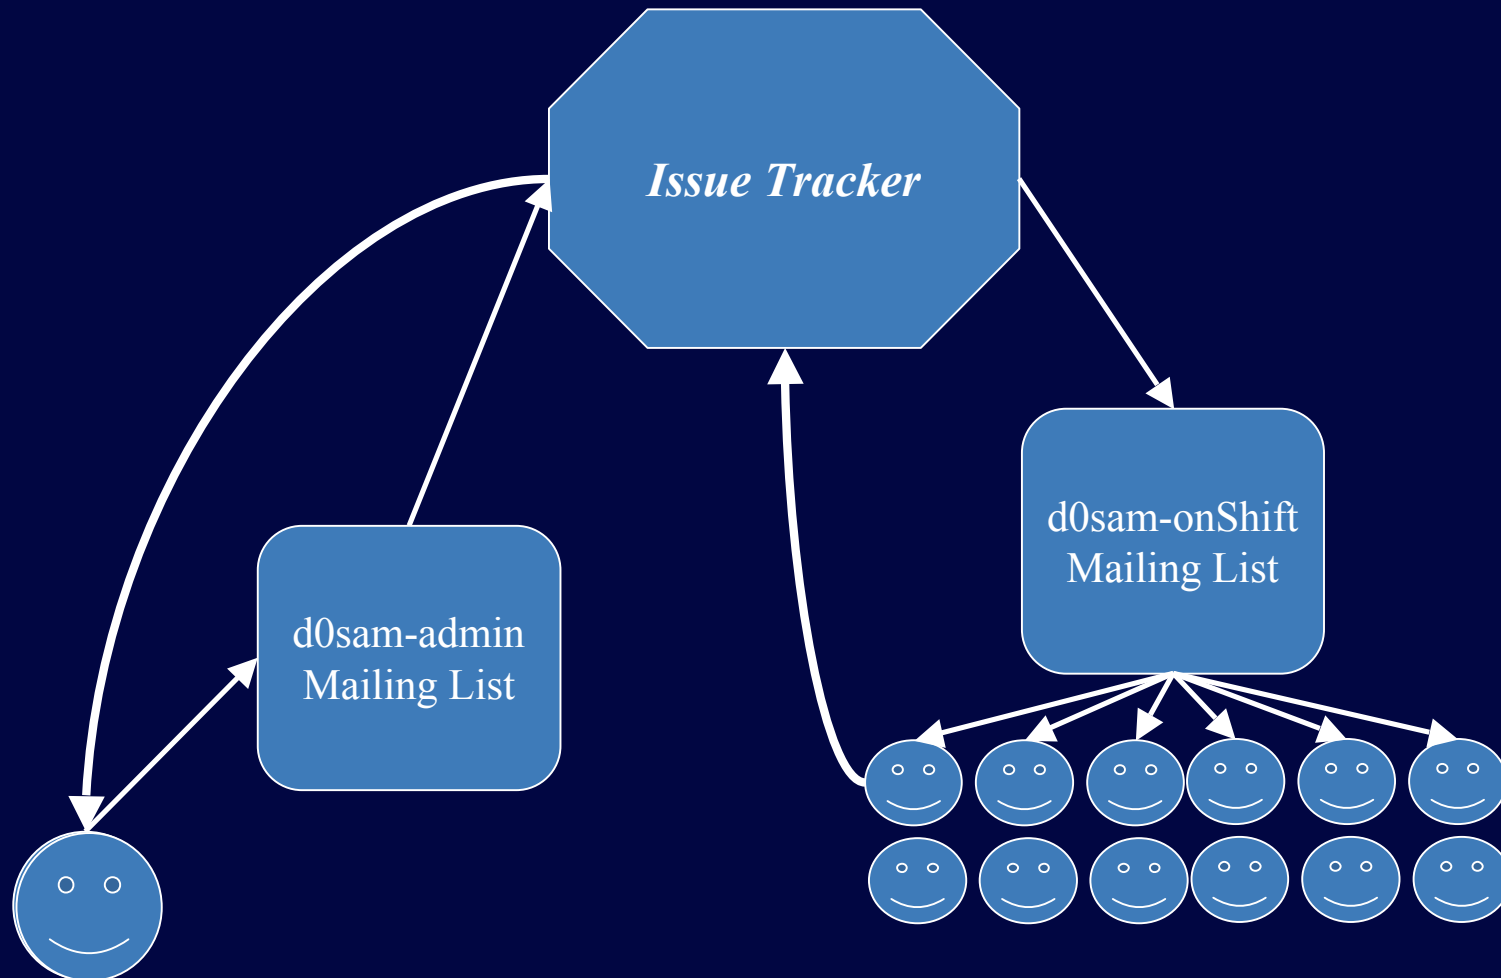 Issue Tracker
d0sam-onShift
Mailing List
d0sam-admin
Mailing List